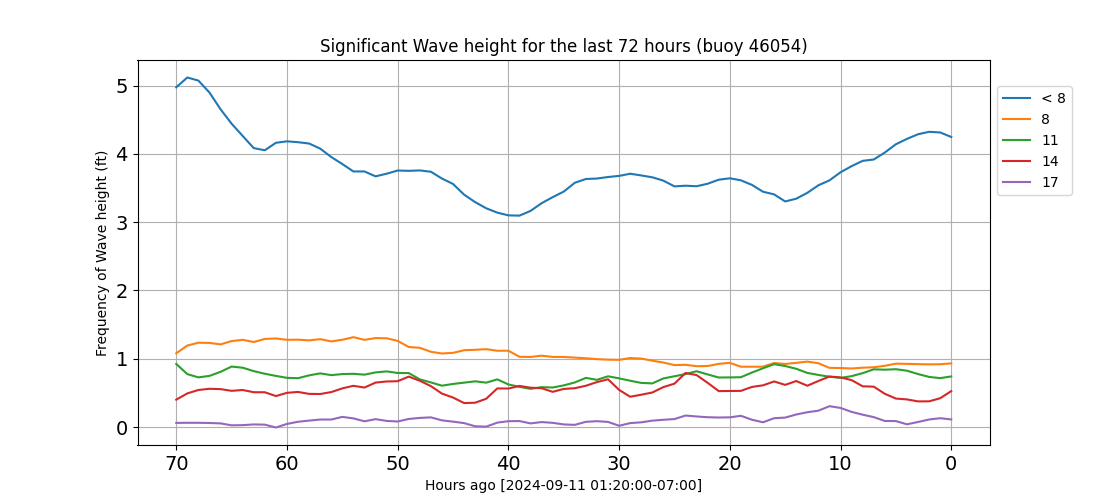 Significant Wave height for the last 72 hours (buoy 46054)
Frequency of Wave height (ft)
5
4
3
2
1
0
70 60 50 40 30 20 10 0
Hours ago [2024-09-11 01:20:00-07:00]
< 8
8
11
14
17